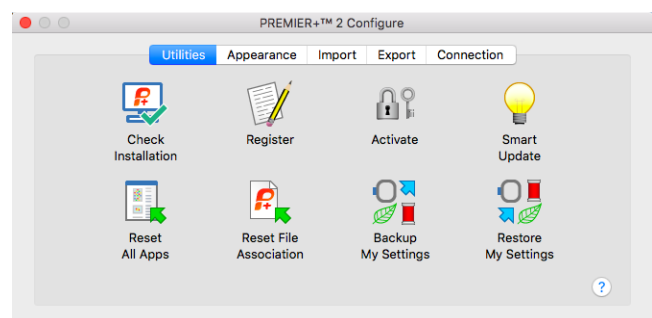 PREMIER+™ 2 Configure
Utilities Appearance Import Export Connection
Check Installation
Register
Activate
Smart Update
Reset All Apps
Reset File Association
Backup My Settings
Restore My Settings
?